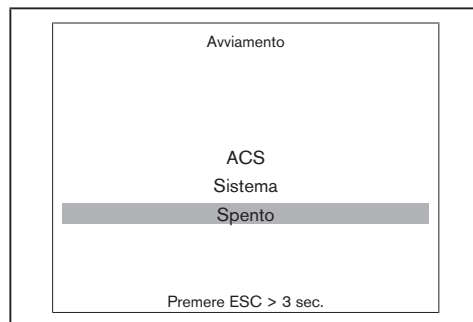 Avviamento
ACS
Sistema
Spento
Premere ESC > 3 sec.